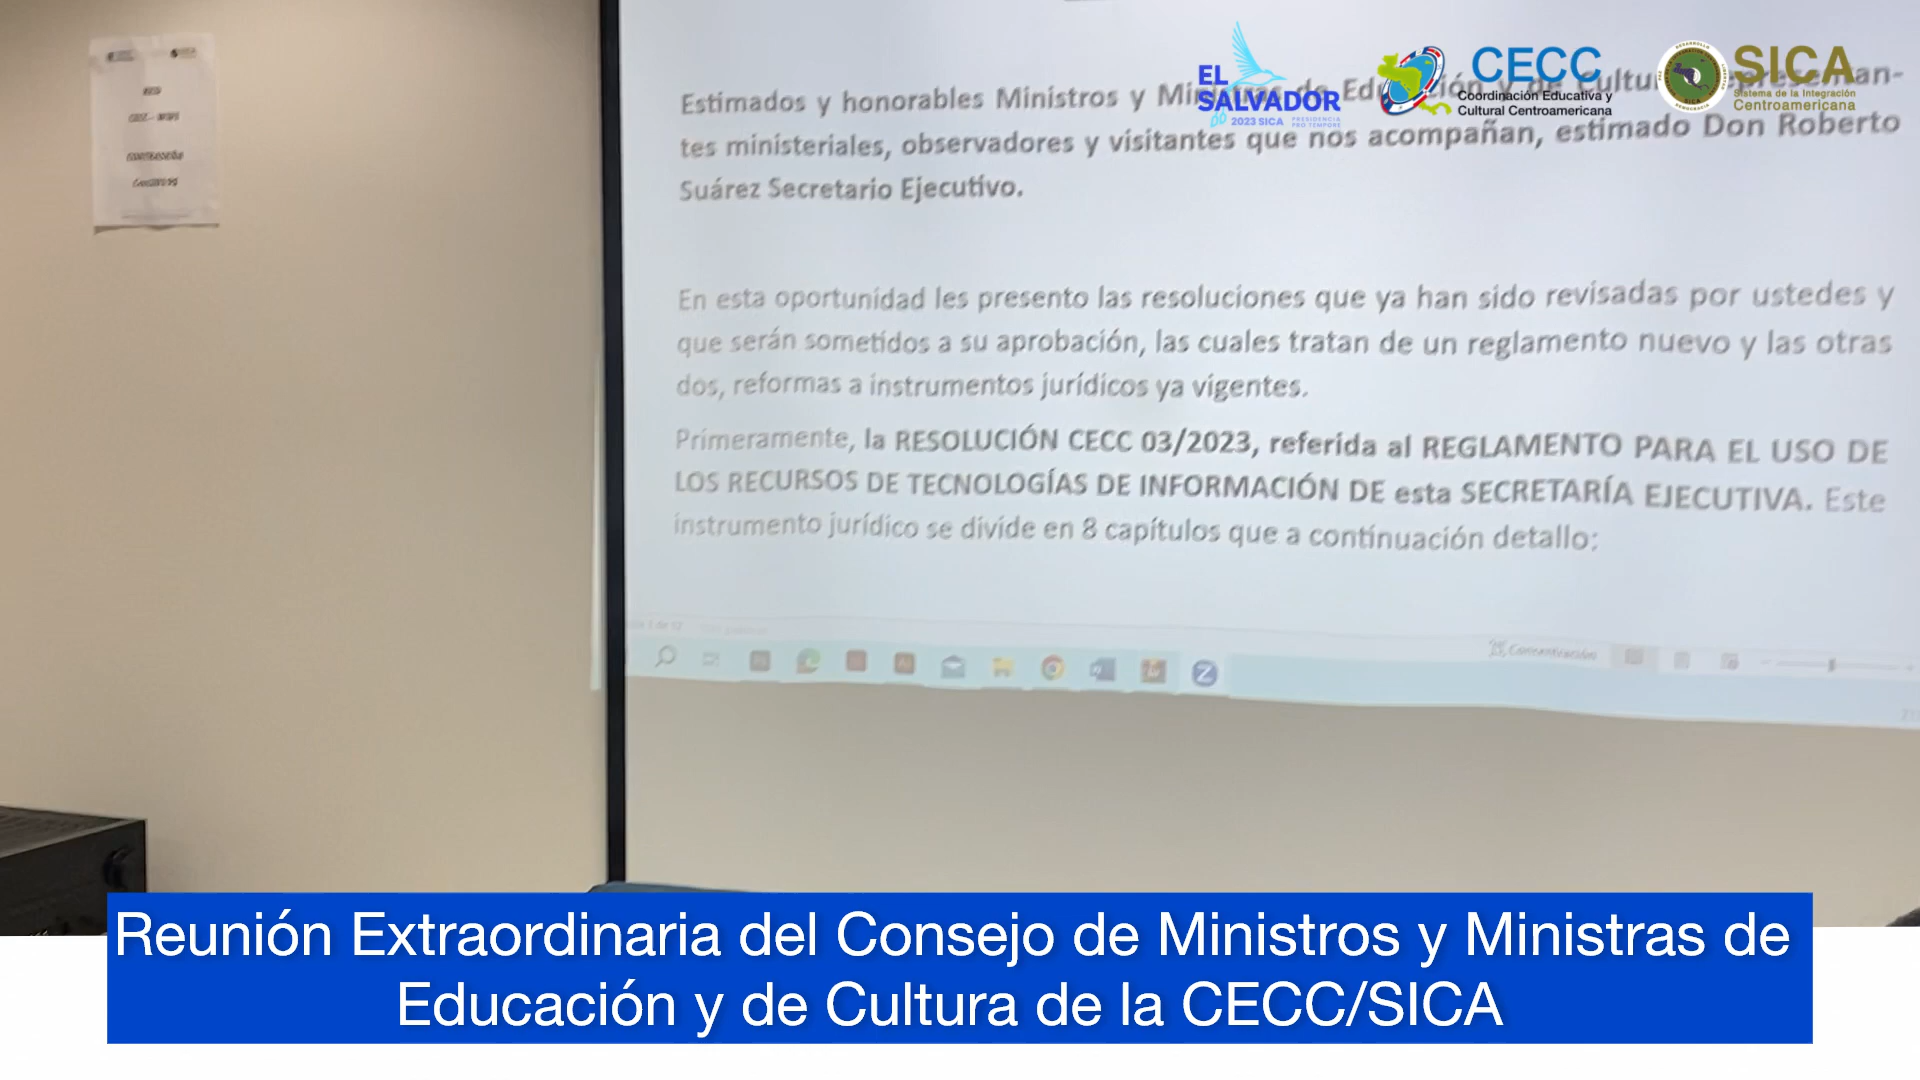 EL
SALVADOR
2023 SICA PRESIDENCIA
PRO TEMPORE
CECC
Coordinación Educativa y
Cultural Centroamericana
SICA
Sistema de la Integración
Centroamericana
Estimados y honorables Ministros y de
tes ministeriales, observadores y visitantes que nos acompañan, estimado Don Roberto
Suárez Secretario Ejecutivo.
En esta oportunidad les presento las resoluciones que ya han sido revisadas por ustedes y
que serán sometidos a su aprobación, las cuales tratan de un reglamento nuevo y las otras
dos, reformas a instrumentos jurídicos ya vigentes.
Primeramente, la RESOLUCIÓN CECC 03/2023, referida al REGLAMENTO PARA EL USO DE
LOS RECURSOS DE TECNOLOGÍAS DE INFORMACIÓN DE esta SECRETARÍA EJECUTIVA. Este
instrumento jurídico se divide en 8 capítulos que a continuación detallo:
Concentración
Reunión Extraordinaria del Consejo de Ministros y Ministras de
Educación y de Cultura de la CECC/SICA